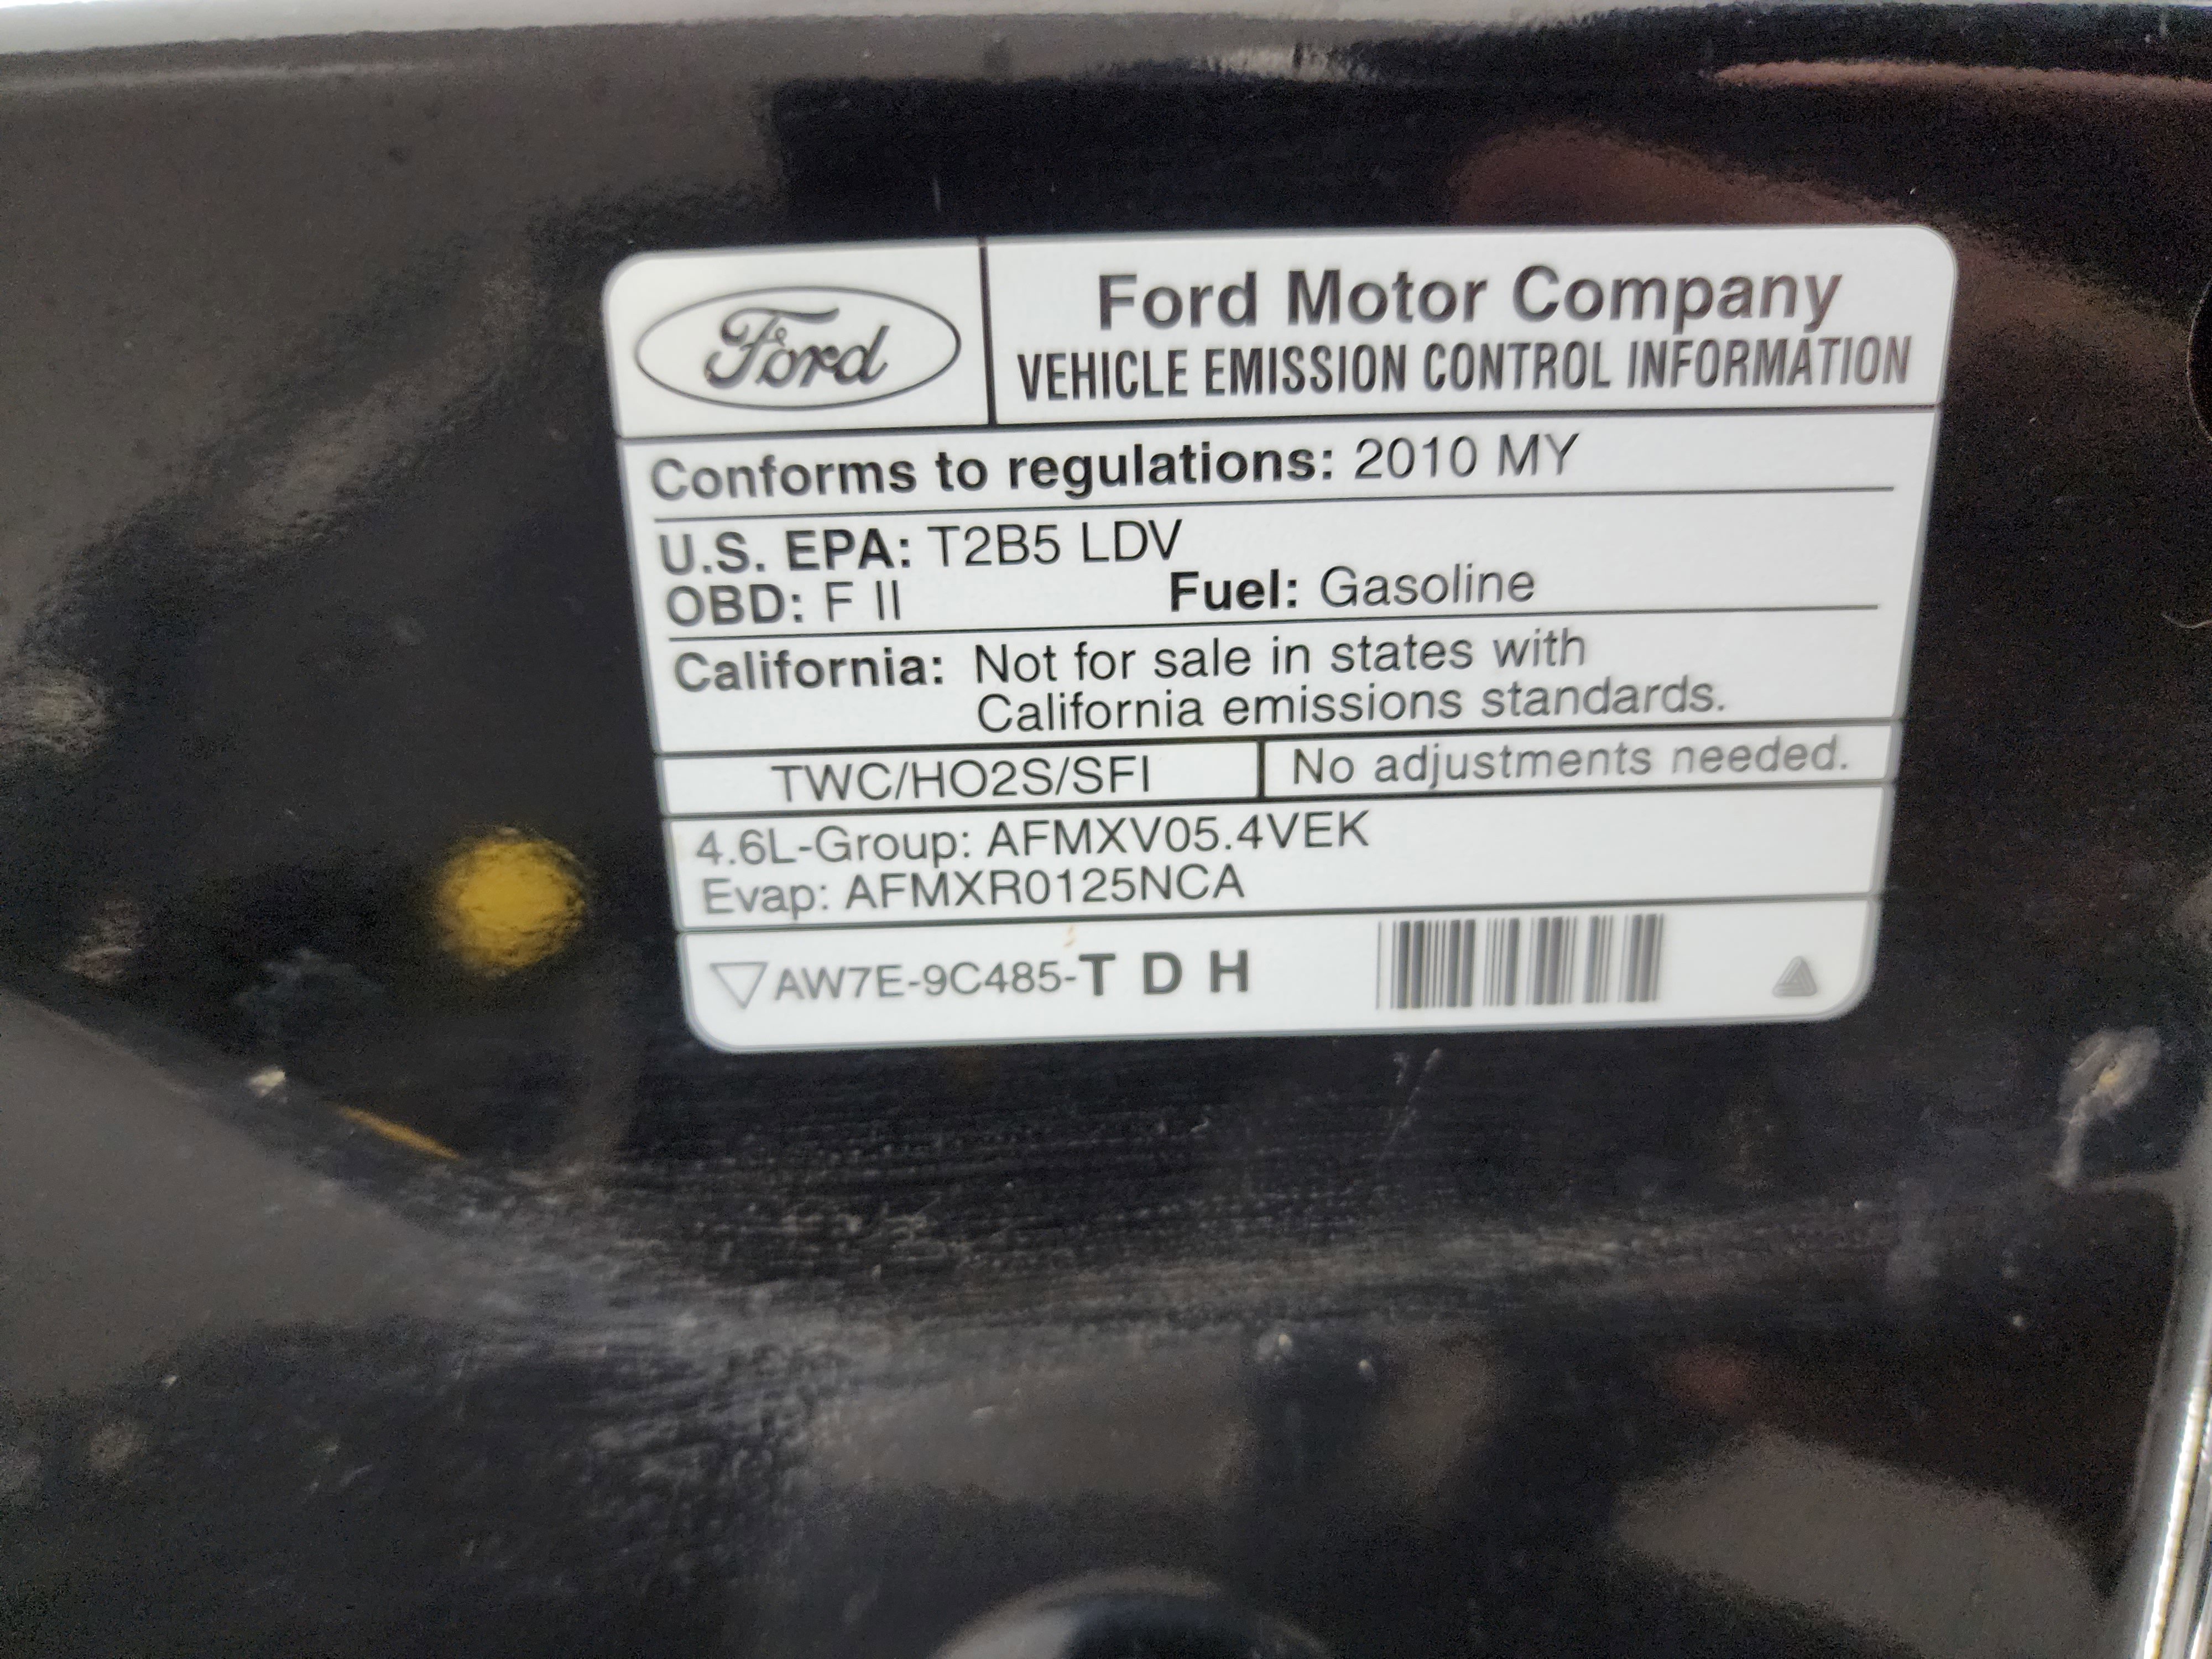 Ford
Ford Motor Company
VEHICLE EMISSION CONTROL INFORMATION
Conforms to regulations: 2010 MY
U.S. EPA: T2B5 LDV
OBD: F II Fuel: Gasoline
California: Not for sale in states with
California emissions standards.
TWC/HO2S/SFI No adjustments needed.
4.6L-Group: AFMXV05.4VEK
Evap: AFMXR0125NCA
AW7E-9C485-T D H